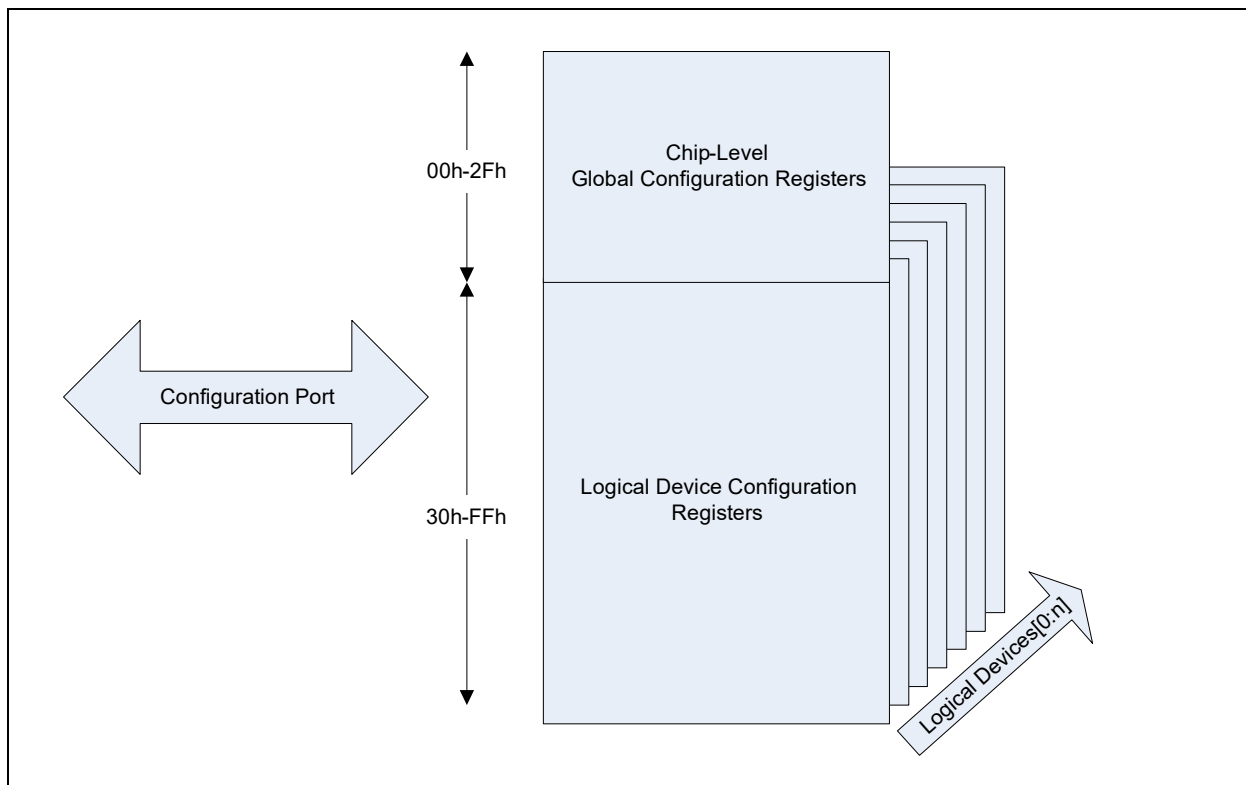 00h-2Fh
Chip-Level
Global Configuration Registers
Configuration Port
30h-FFh
Logical Device Configuration
Registers
Logical Devices[0:n]